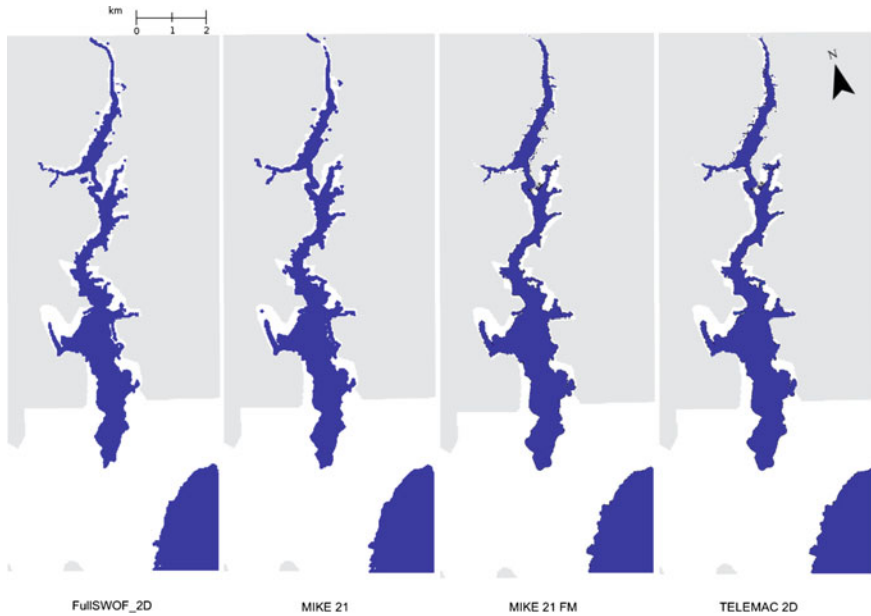 km
0 1 2
N
FullSWOF_2D
MIKE 21
MIKE 21 FM
TELEMAC 2D